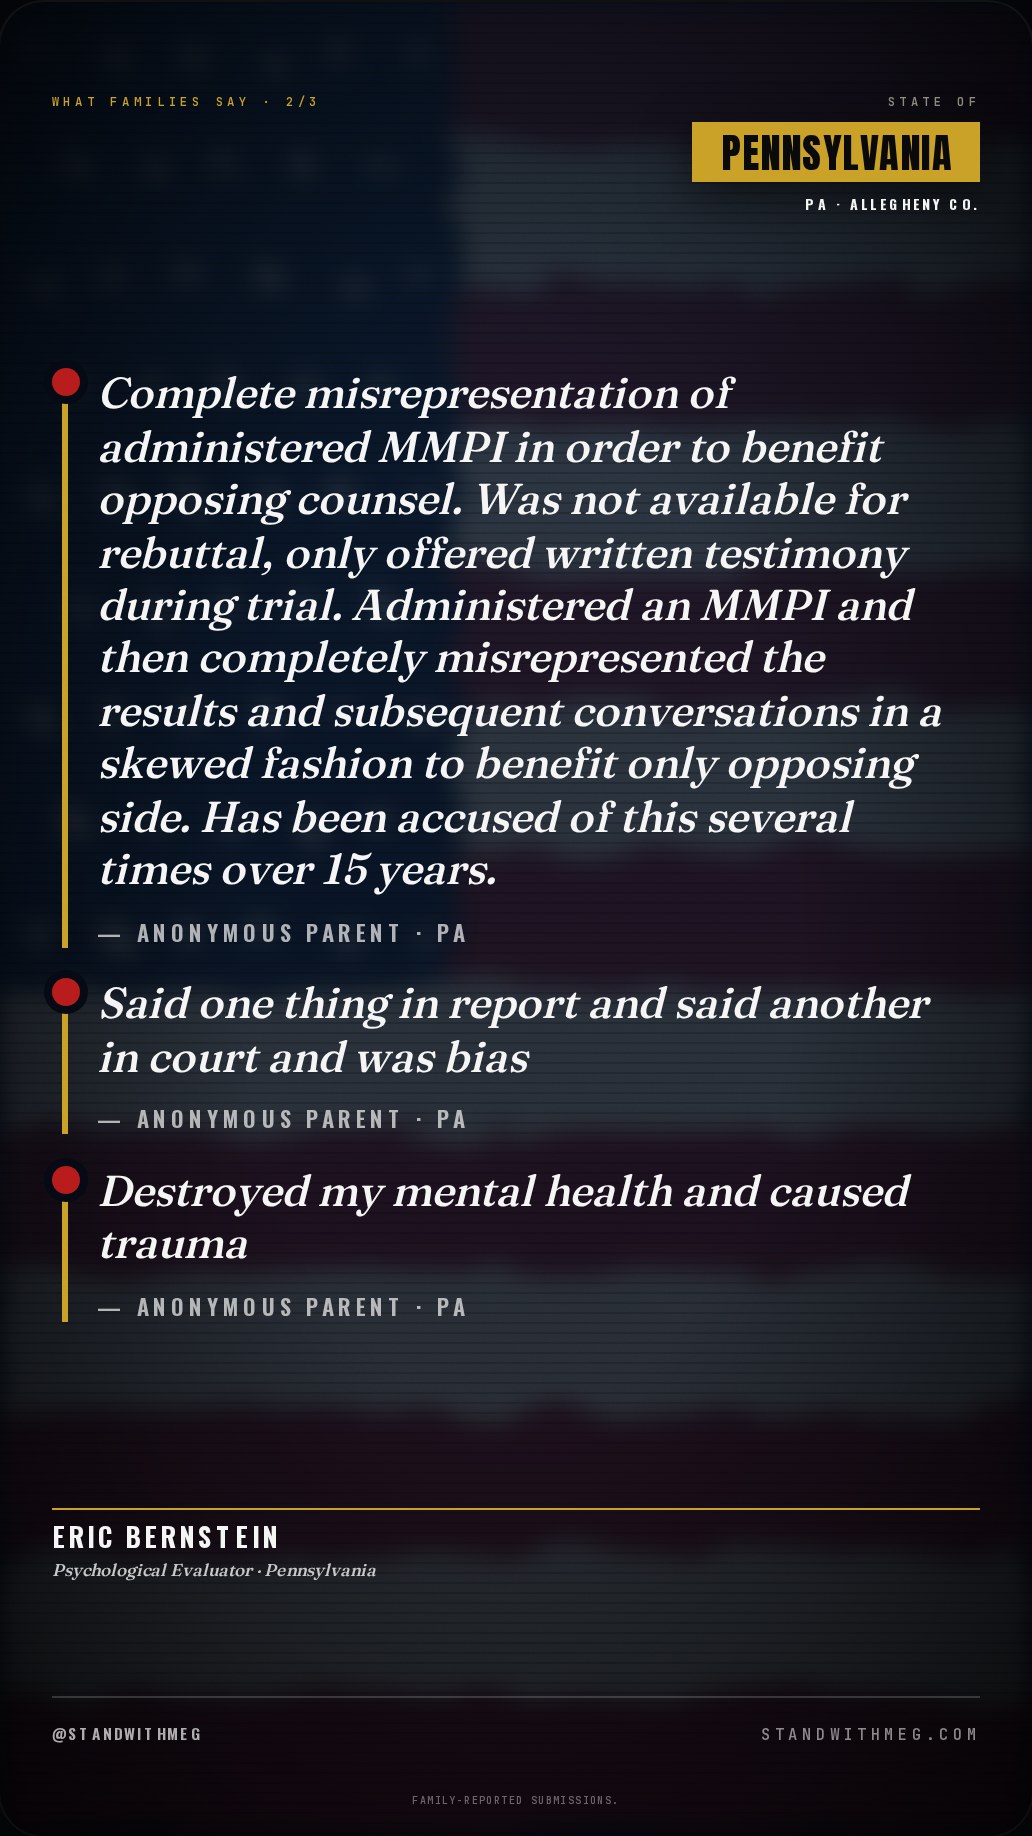 WHAT FAMILIES SAY · 2/3
STATE OF
PENNSYLVANIA
PA · ALLEGHENY CO.
Complete misrepresentation of
administered MMPI in order to benefit
opposing counsel. Was not available for
rebuttal, only offered written testimony
during trial. Administered an MMPI and
then completely misrepresented the
results and subsequent conversations in a
skewed fashion to benefit only opposing
side. Has been accused of this several
times over 15 years.
— ANONYMOUS PARENT · PA
Said one thing in report and said another
in court and was bias
— ANONYMOUS PARENT · PA
Destroyed my mental health and caused
trauma
— ANONYMOUS PARENT · PA
ERIC BERNSTEIN
Psychological Evaluator · Pennsylvania
@STANDWITHMEG
STANDWITHMEG.COM
FAMILY-REPORTED SUBMISSIONS.